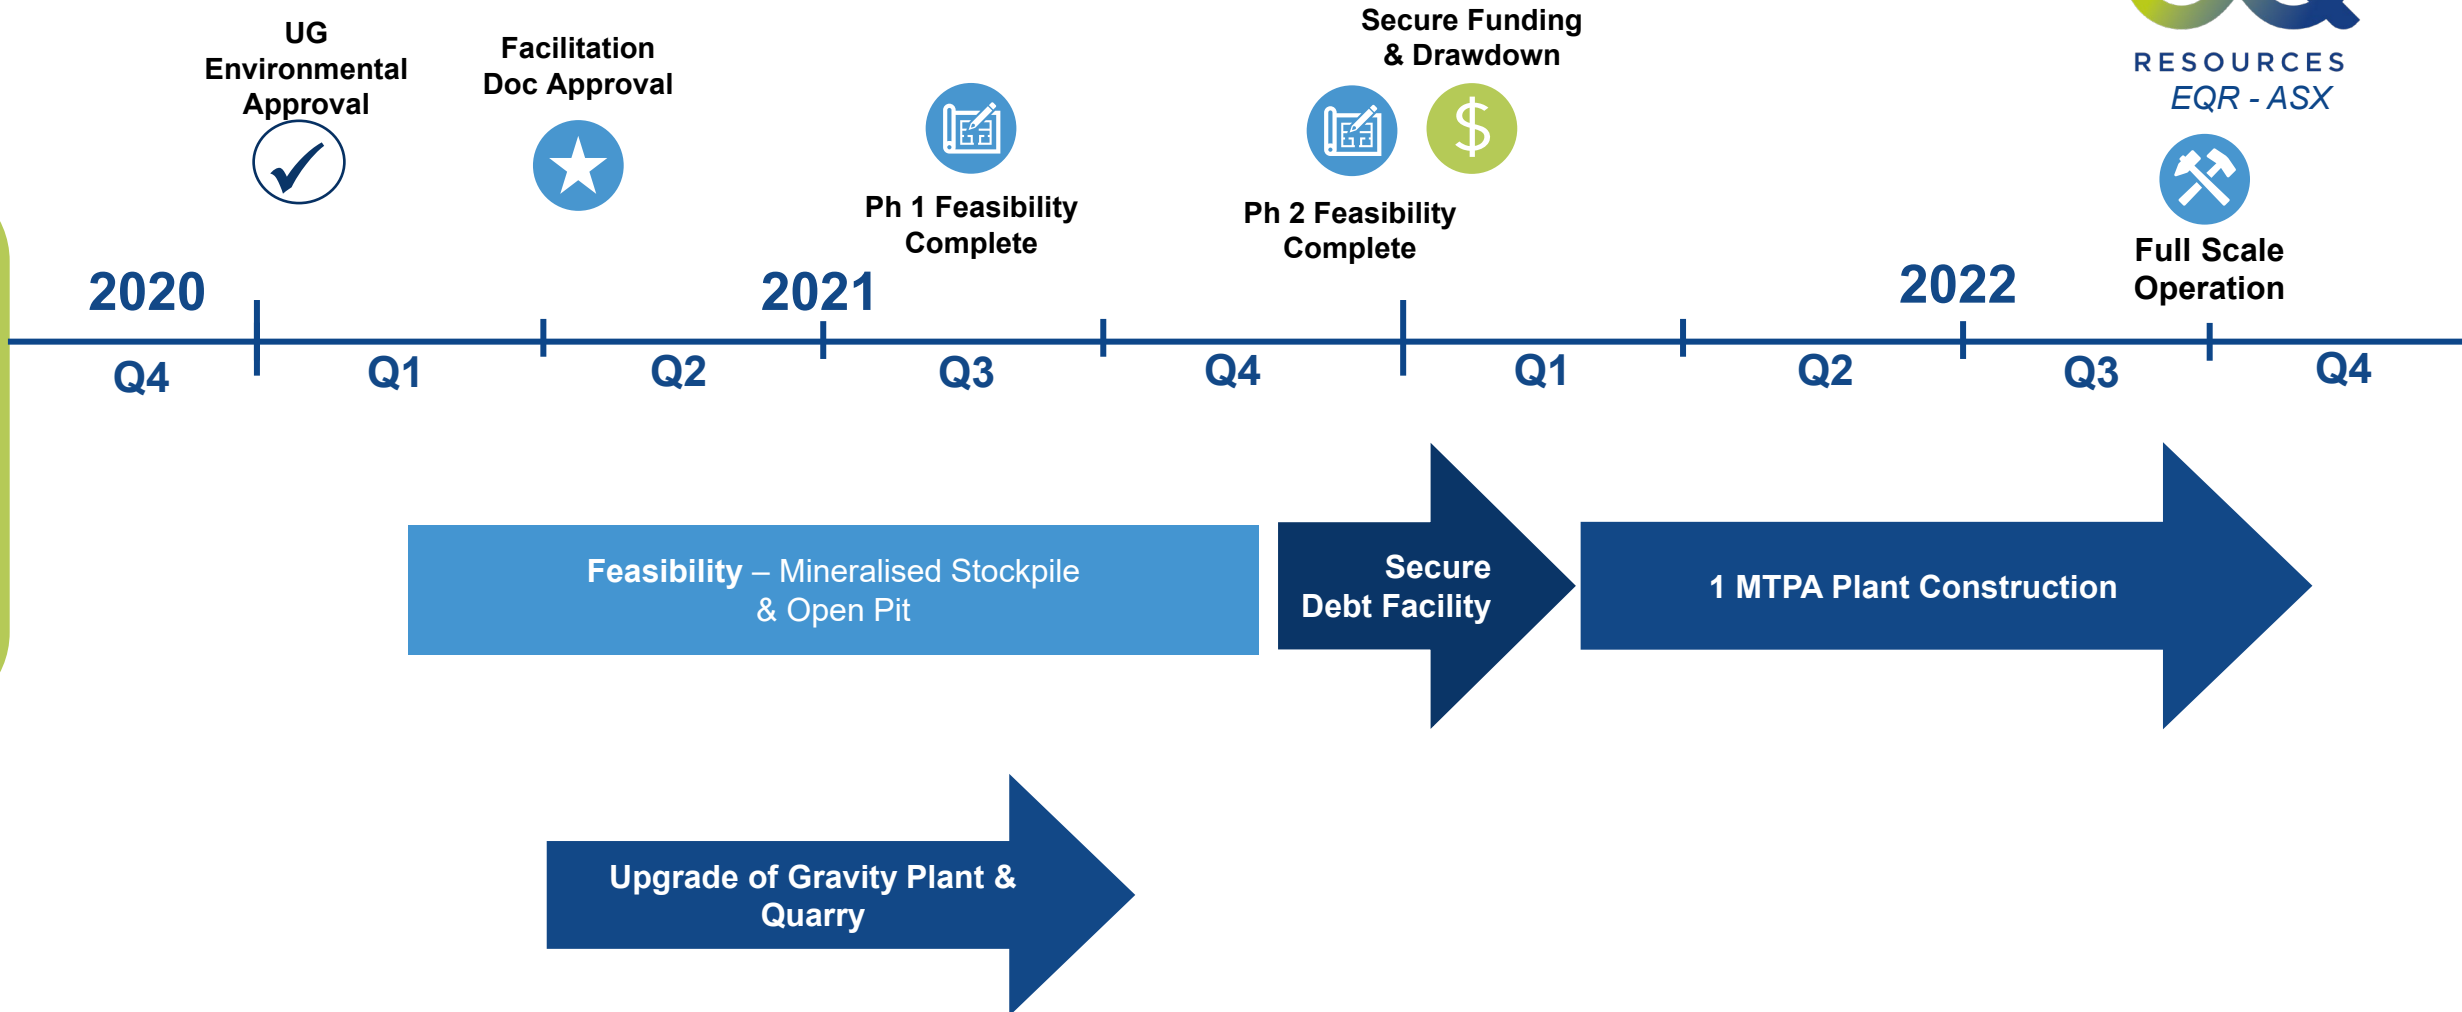 UG
Environmental
Approval
Facilitation
Doc Approval
Secure Funding
& Drawdown
RESOURCES
EQR - ASX
Ph 1 Feasibility
Complete
Ph 2 Feasibility
Complete
Full Scale
Operation
2020
2021
2022
Q4
Q1
Q2
Q3
Q4
Q1
Q2
Q3
Q4
Feasibility – Mineralised Stockpile
& Open Pit
Secure
Debt Facility
1 MTPA Plant Construction
Upgrade of Gravity Plant &
Quarry